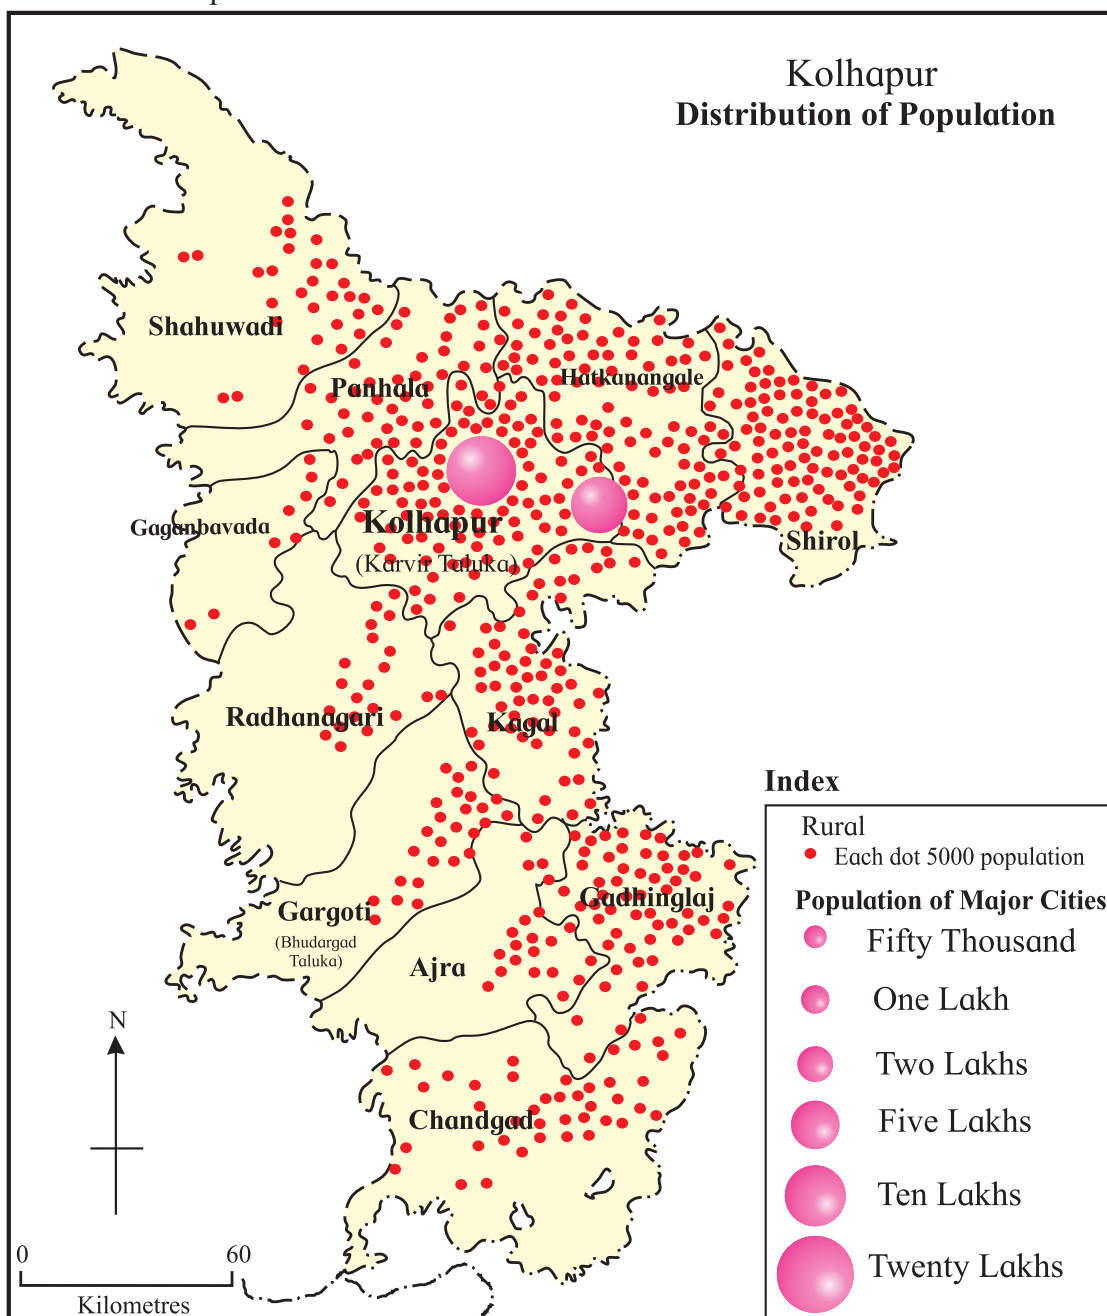 Kolhapur
Distribution of Population
Shahuwadi
Panhala
Hatkanangale
Gaganbavada
Kolhapur
(Karvir Taluka)
Shirol
Radhanagari
Kagal
Gargoti
(Bhudargad
Taluka)
Gadhinglaj
Ajra
Chandgad
Index
Rural
Each dot 5000 population
Population of Major Cities
Fifty Thousand
One Lakh
Two Lakhs
Five Lakhs
Ten Lakhs
Twenty Lakhs
N
0 60
Kilometres